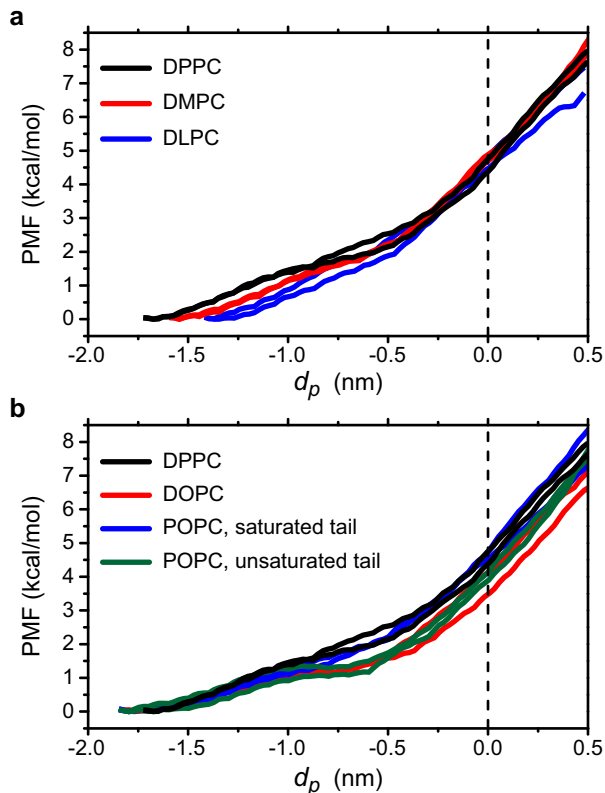 a
8
7
6
5
4
3
2
1
0
PMF (kcal/mol)
DPPC
DMPC
DLPC
-2.0 -1.5 -1.0 -0.5 0.0 0.5
d_p (nm)
b
8
7
6
5
4
3
2
1
0
PMF (kcal/mol)
DPPC
DOPC
POPC, saturated tail
POPC, unsaturated tail
-2.0 -1.5 -1.0 -0.5 0.0 0.5
d_p (nm)